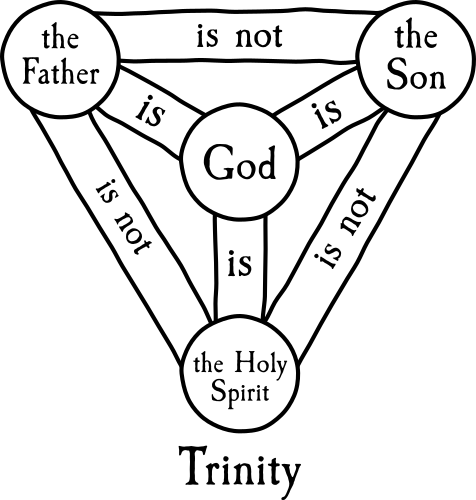 the
Father
is not
the
Son
is
is
God
is not
is
is not
the Holy
Spirit
Trinity